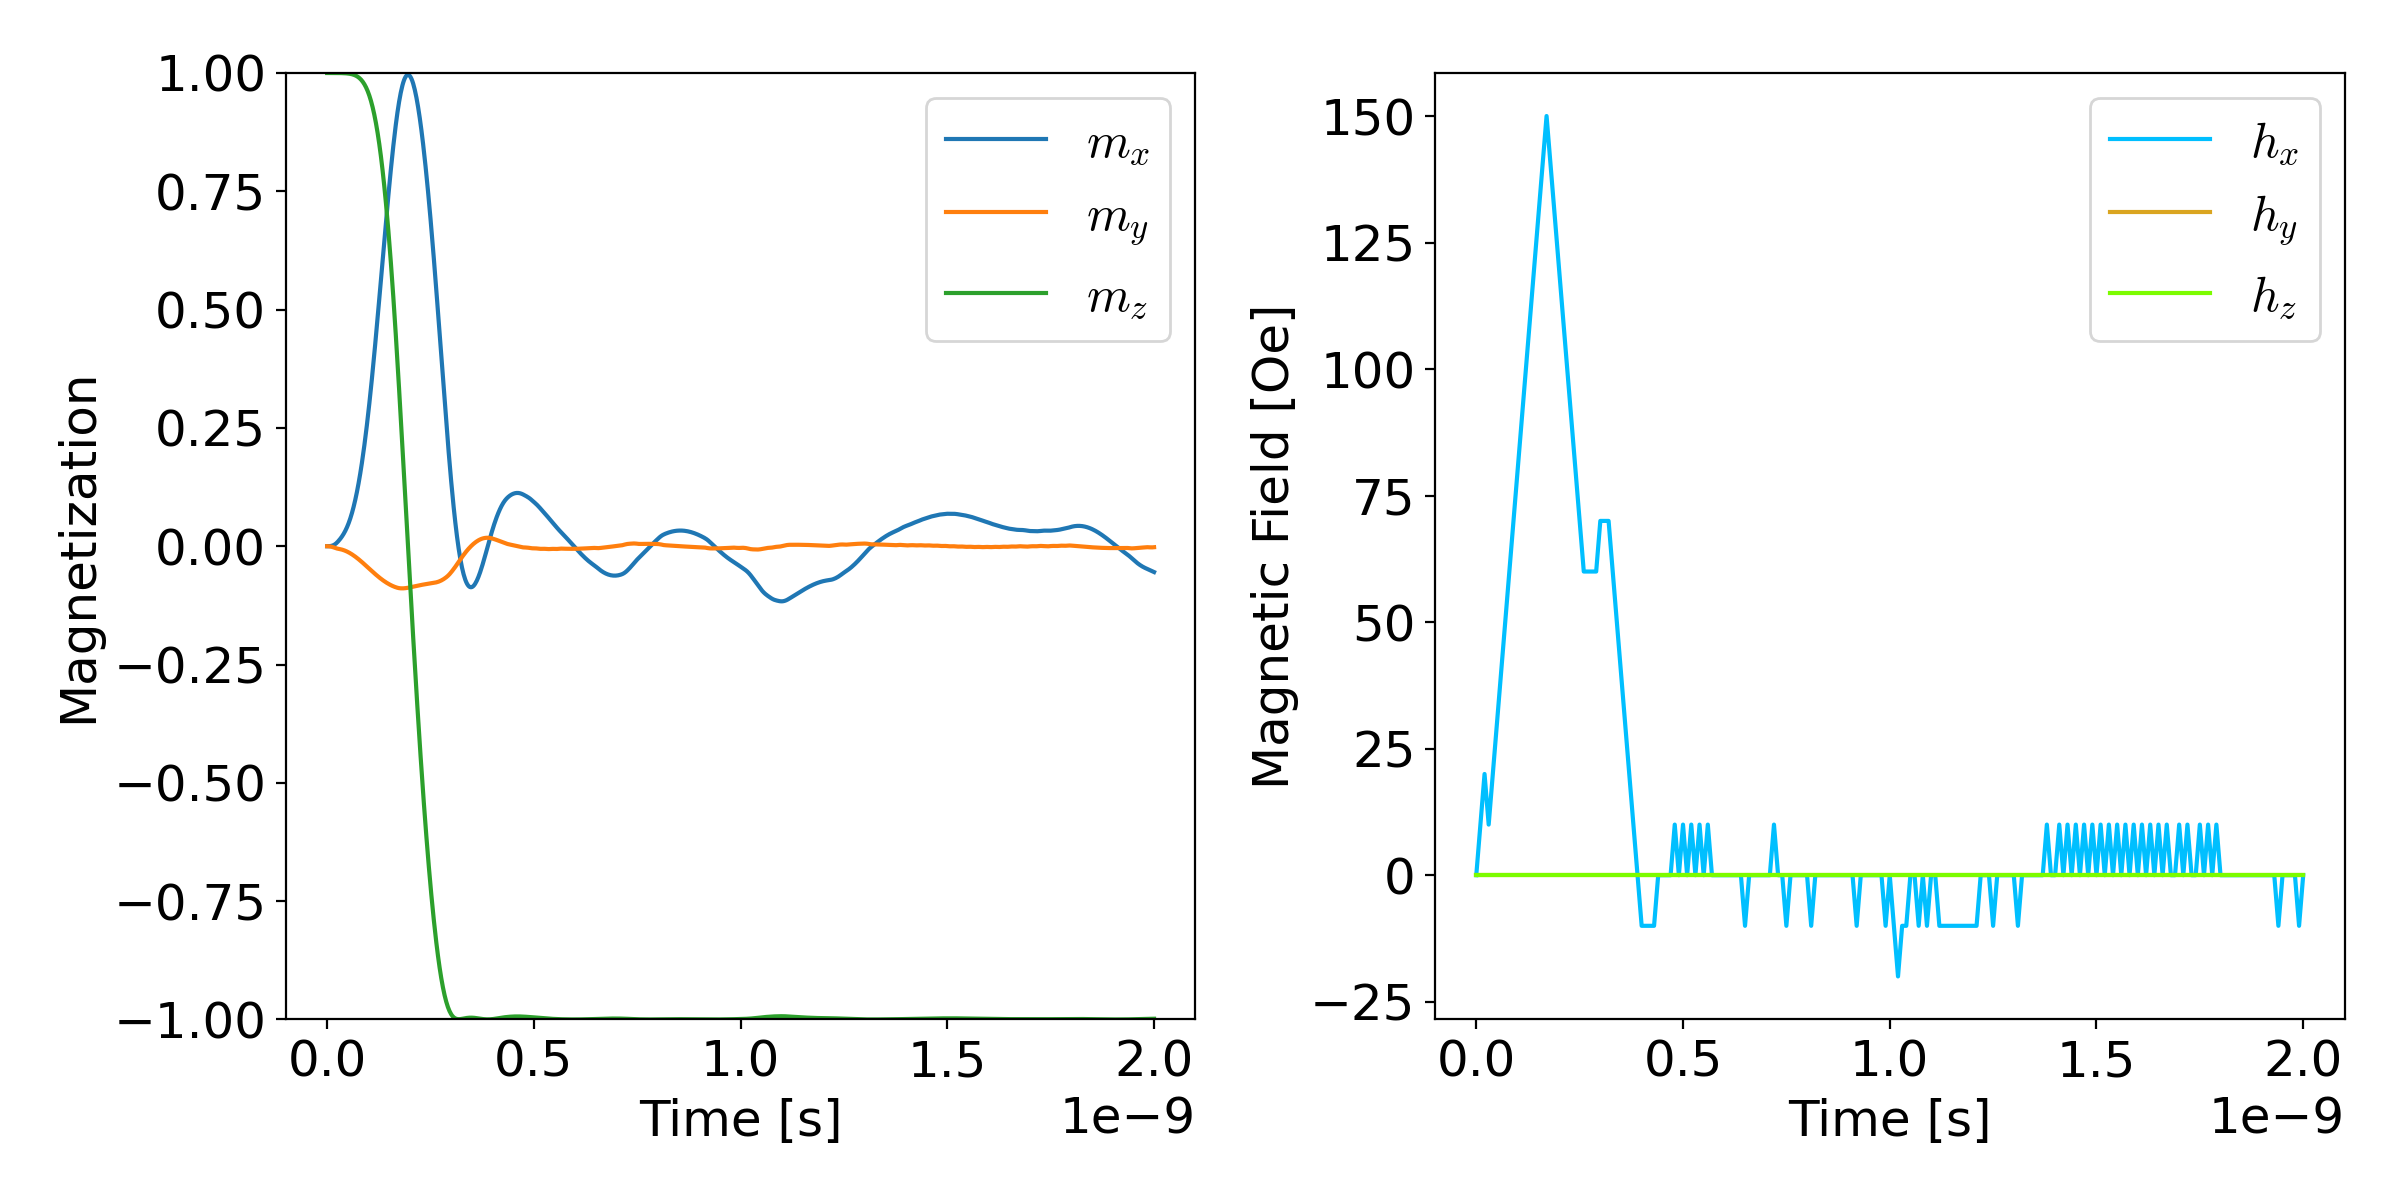 1.00
0.75
0.50
0.25
0.00
−0.25
−0.50
−0.75
−1.00
Magnetization
0.0 0.5 1.0 1.5 2.0
Time [s]
1e−9
m_x
m_y
m_z
150
125
100
75
50
25
0
−25
Magnetic Field [Oe]
0.0 0.5 1.0 1.5 2.0
Time [s]
1e−9
h_x
h_y
h_z